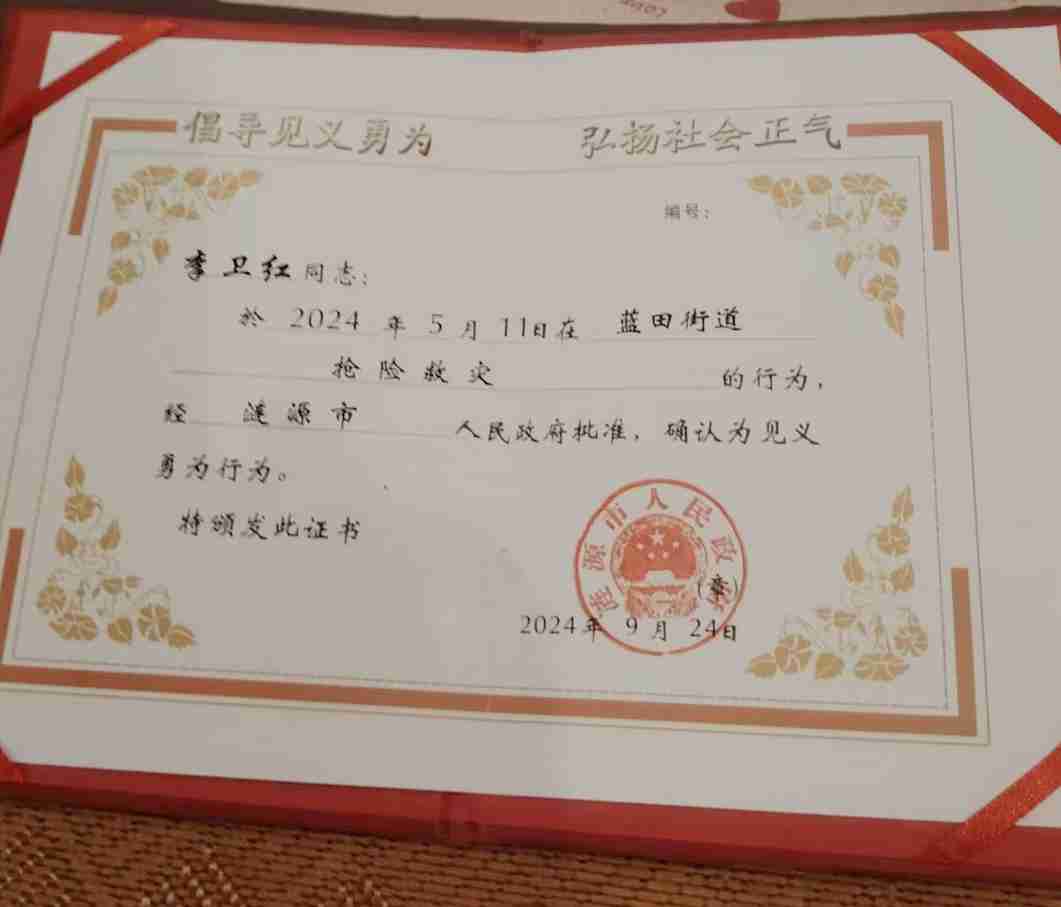 倡导见义勇为 弘扬社会正气
编号:
李卫红同志:
於 2024 年 5 月 11日在 蓝田街道
抢险救灾 的行为,
经 涟源市 人民政府批准,确认为见义
勇为行为。
特颁发此证书
涟源市人民政府
(章)
2024年 9 月 24日